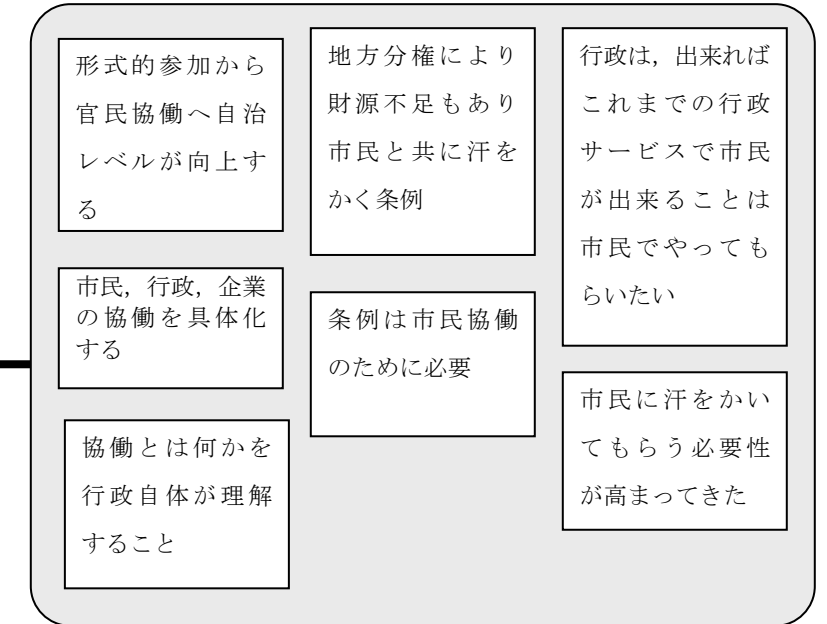 形式的参加から
官民協働へ自治
レベルが向上す
る
市民，行政，企業
の協働を具体化
する
協働とは何かを
行政自体が理解
すること
地方分権により
財源不足もあり
市民と共に汗を
かく条例
条例は市民協働
のために必要
行政は，出来れば
これまでの行政
サービスで市民
が出来ることは
市民でやっても
らいたい
市民に汗をかい
てもらう必要性
が高まってきた